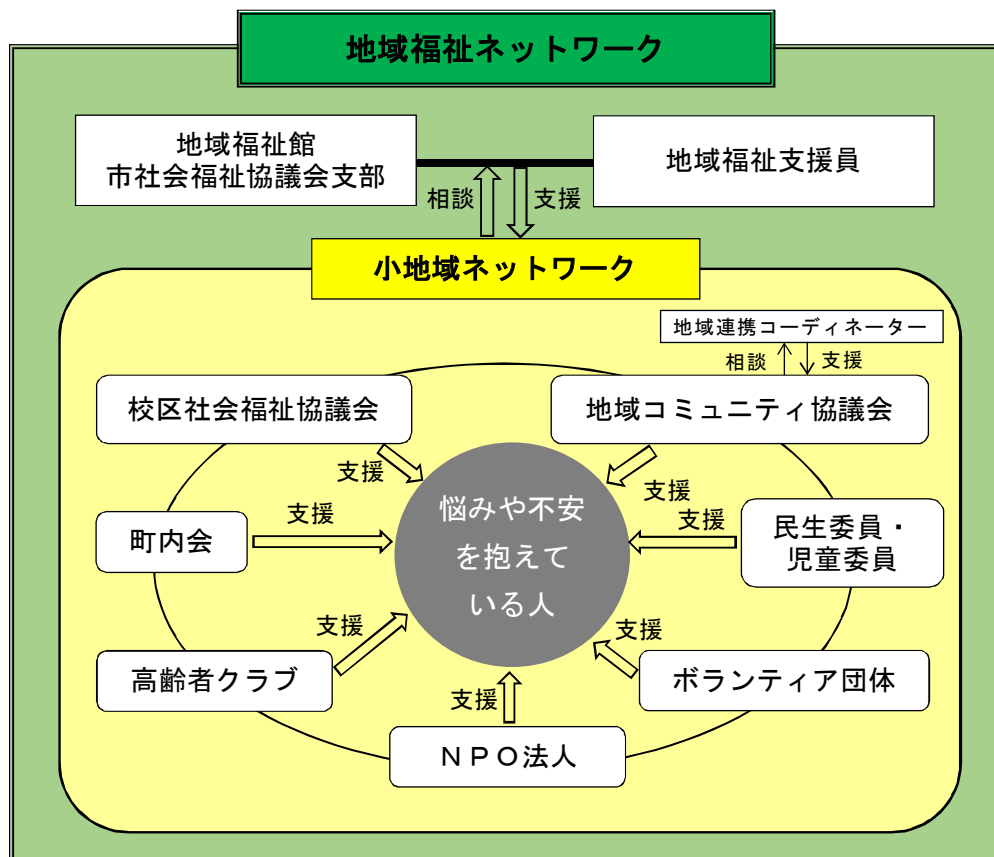 地域福祉ネットワーク
地域福祉館
市社会福祉協議会支部
地域福祉支援員
相談
支援
小地域ネットワーク
地域連携コーディネーター
相談
支援
校区社会福祉協議会
地域コミュニティ協議会
支援
支援
町内会
支援
支援
民生委員・
児童委員
悩みや不安
を抱えて
いる人
高齢者クラブ
支援
支援
ボランティア団体
支援
ＮＰＯ法人